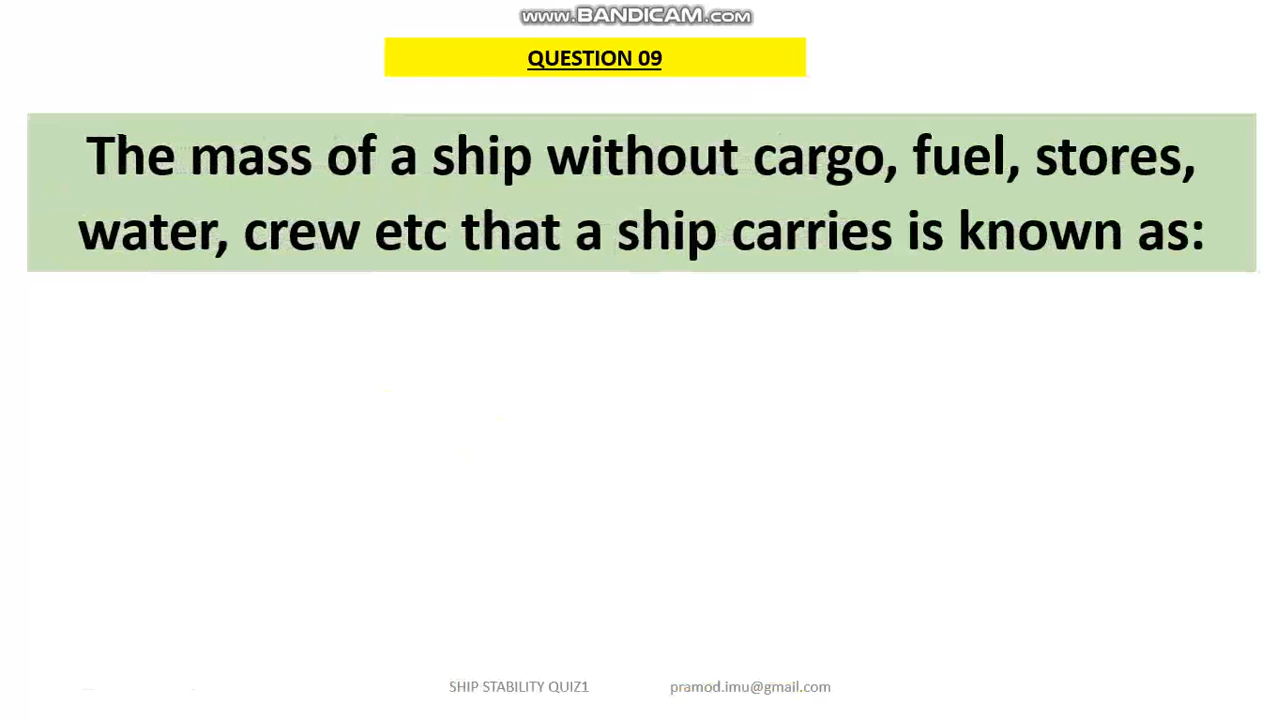 www.BANDICAM.com
QUESTION 09
The mass of a ship without cargo, fuel, stores,
water, crew etc that a ship carries is known as:
SHIP STABILITY QUIZ1 pramod.imu@gmail.com